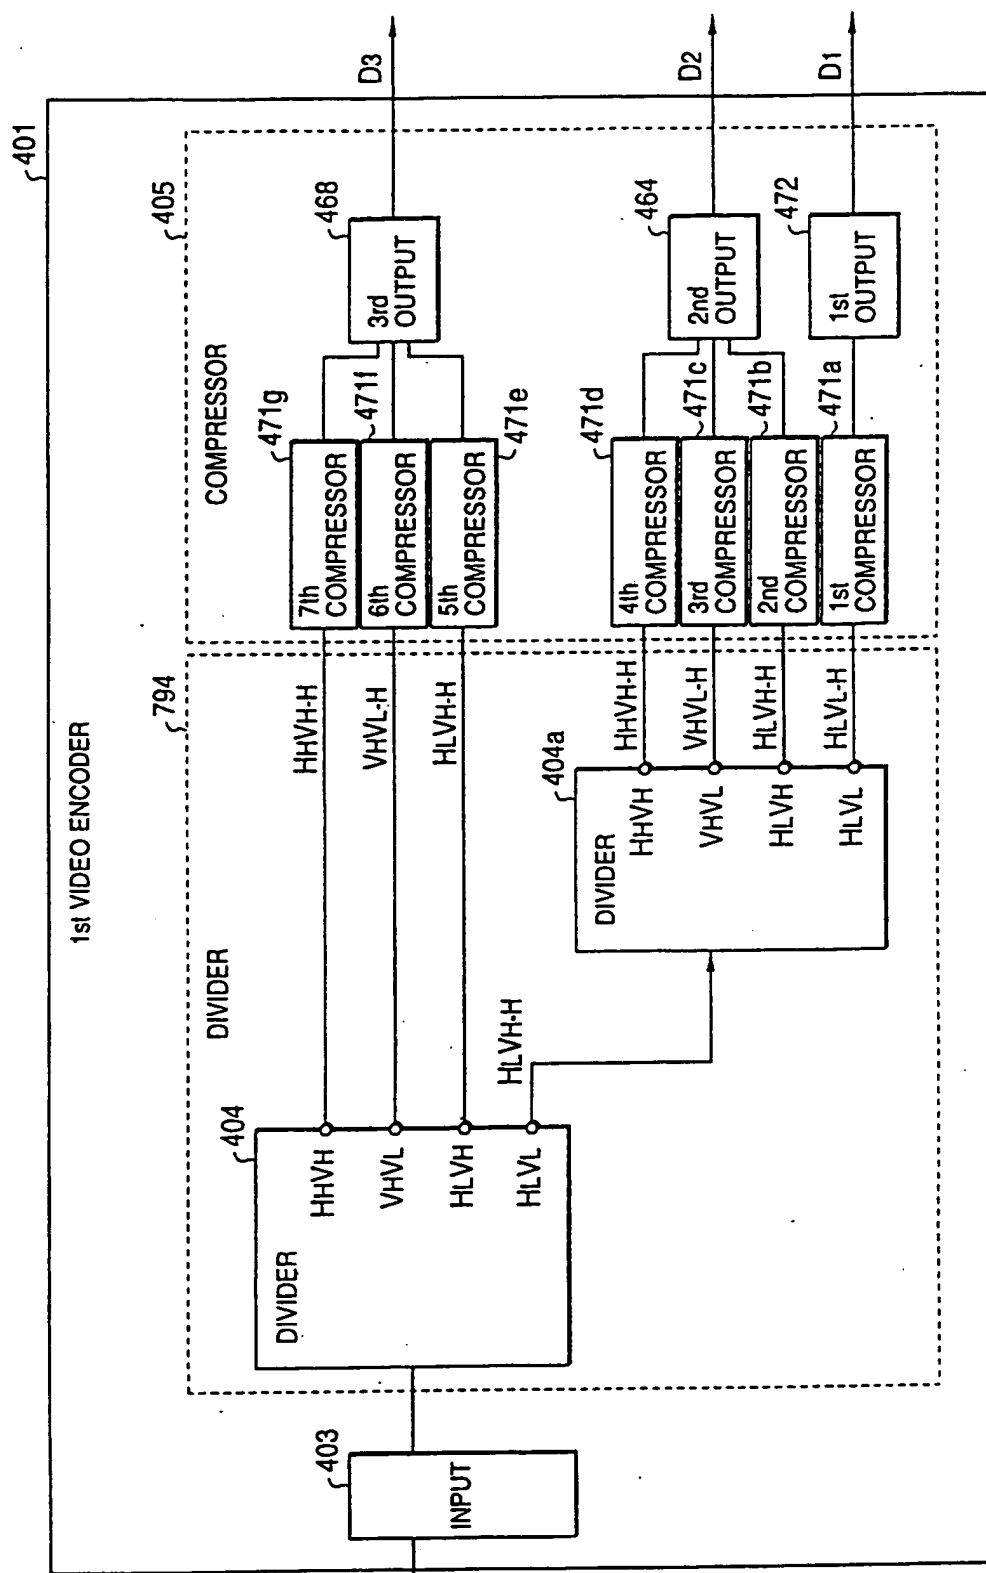 1st VIDEO ENCODER
401
403
INPUT
DIVIDER
794
404
DIVIDER
HHVH
VHVL
HLVH
HLVL
HHVH-H
VHVL-H
HLVH-H
HLVH-H
404a
DIVIDER
HHVH
VHVL
HLVH
HLVL
HHVH-H
VHVL-H
HLVH-H
HLVL-H
COMPRESSOR
405
7th
COMPRESSOR
471g
6th
COMPRESSOR
471f
5th
COMPRESSOR
471e
4th
COMPRESSOR
471d
3rd
COMPRESSOR
471c
2nd
COMPRESSOR
471b
1st
COMPRESSOR
471a
3rd
OUTPUT
468
2nd
OUTPUT
464
1st
OUTPUT
472
D3
D2
D1